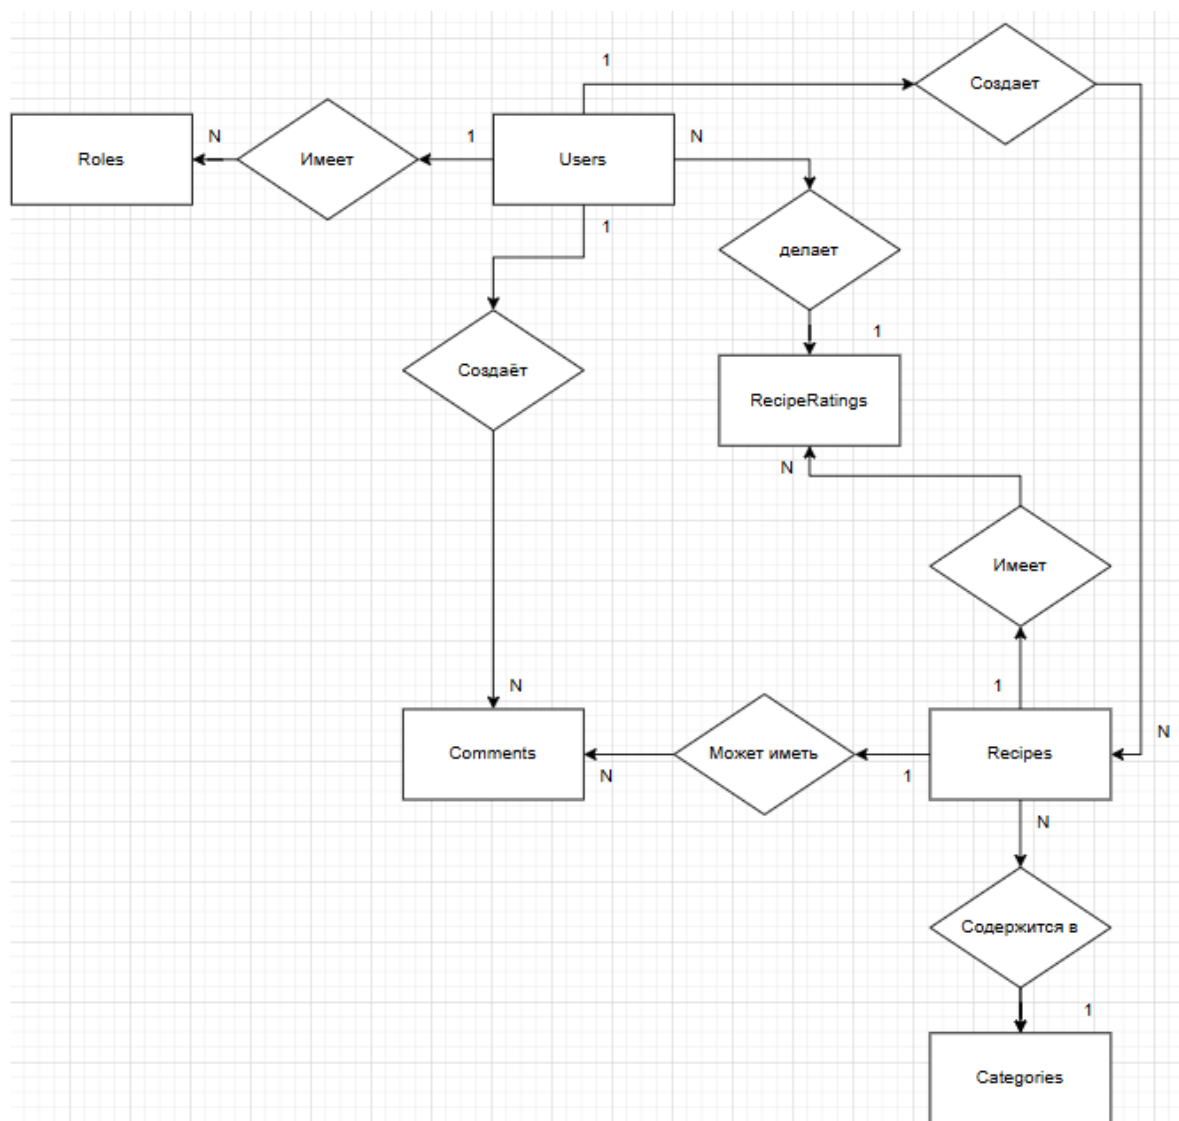 1
Создает
N
1
N
Roles
Имеет
Users
1
делает
1
Создаёт
RecipeRatings
N
Имеет
N
1
N
Comments
Может иметь
Recipes
N
1
N
Содержится в
1
Categories